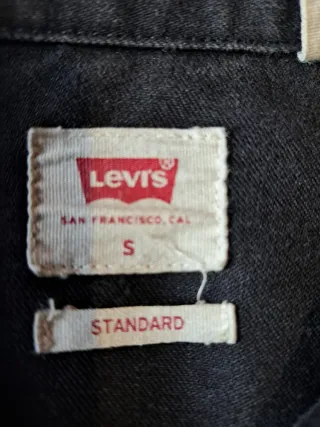 Levi's®
SAN FRANCISCO, CAL
S
STANDARD